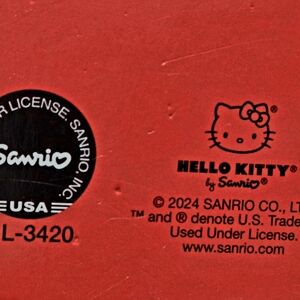 R LICENSE. SANRIO, INC.
Sanrio
USA
L-3420
HELLO KITTY®
by Sanrio®
© 2024 SANRIO CO., LT
™ and ® denote U.S. Trade
Used Under License.
www.sanrio.com